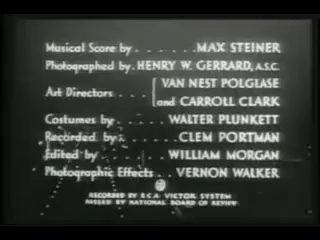 Musical Score by . . . . . . MAX STEINER
Photographed by. HENRY W. GERRARD, A.S.C.
Art Directors . . . VAN NEST POLGLASE
and CARROLL CLARK
Costumes by . . . . . WALTER PLUNKETT
Recorded by . . . . . . CLEM PORTMAN
Edited by . . . . . . WILLIAM MORGAN
Photographic Effects . . VERNON WALKER
RECORDED BY R.C.A. VICTOR SYSTEM
PASSED BY NATIONAL BOARD OF REVIEW